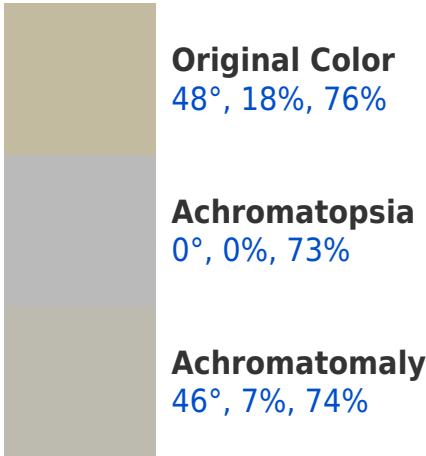 Original Color
48°, 18%, 76%
Achromatopsia
0°, 0%, 73%
Achromatomaly
46°, 7%, 74%